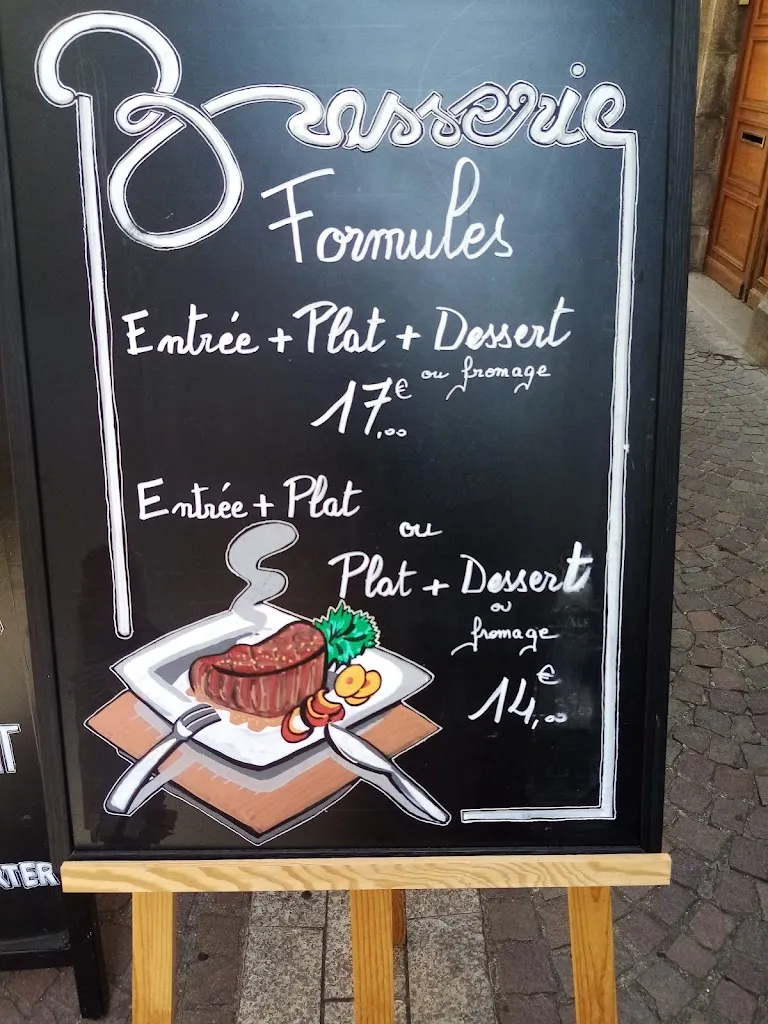 Brasserie
Formules
Entrée + Plat + Dessert
ou fromage
17,00€
Entrée + Plat
ou
Plat + Dessert
ou
fromage
14,00€